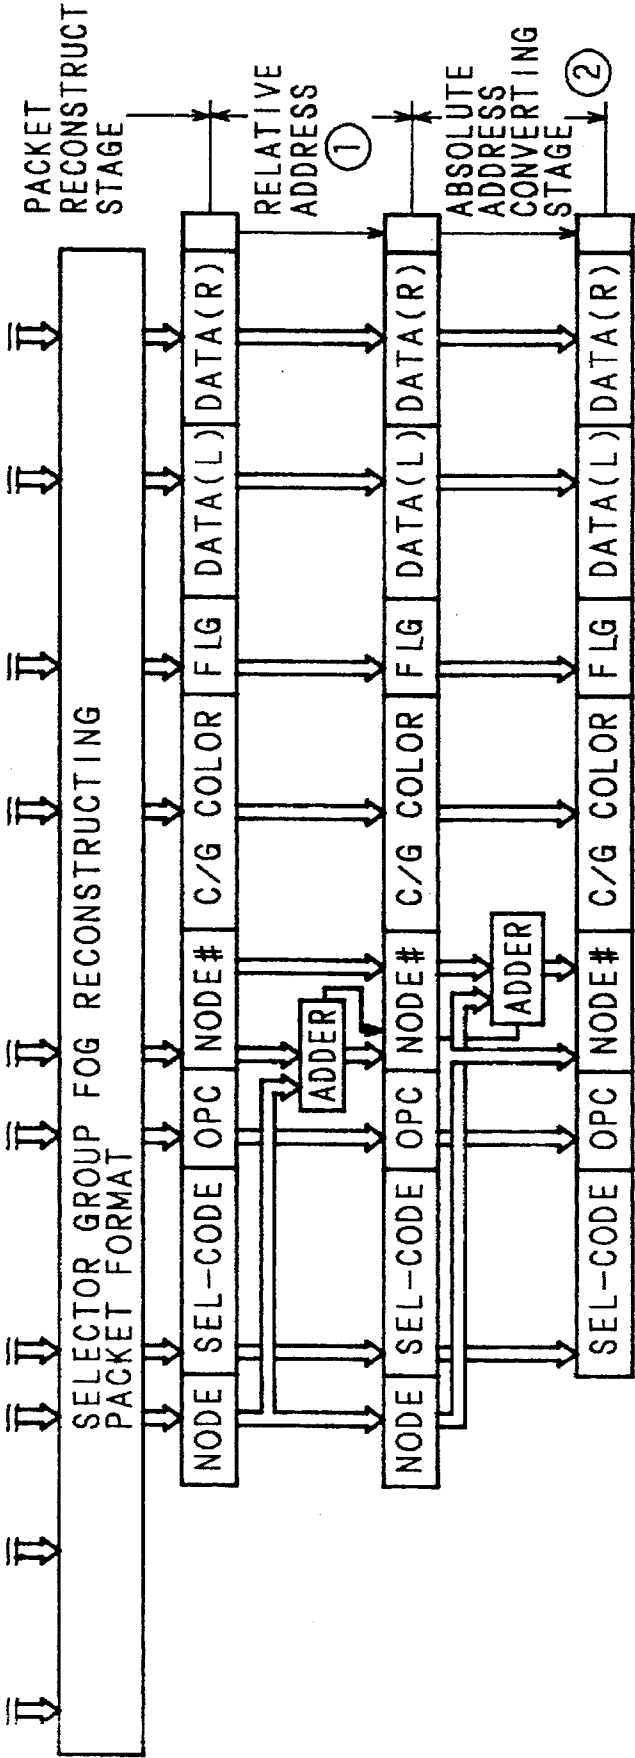 SELECTOR GROUP FOG RECONSTRUCTING
PACKET FORMAT
PACKET
RECONSTRUCT
STAGE
NODE SEL-CODE OPC NODE# C/G COLOR FLG DATA(L) DATA(R)
ADDER
RELATIVE
ADDRESS
1
NODE SEL-CODE OPC NODE# C/G COLOR FLG DATA(L) DATA(R)
ADDER
ABSOLUTE
ADDRESS
CONVERTING
STAGE
2
SEL-CODE OPC NODE# C/G COLOR FLG DATA(L) DATA(R)